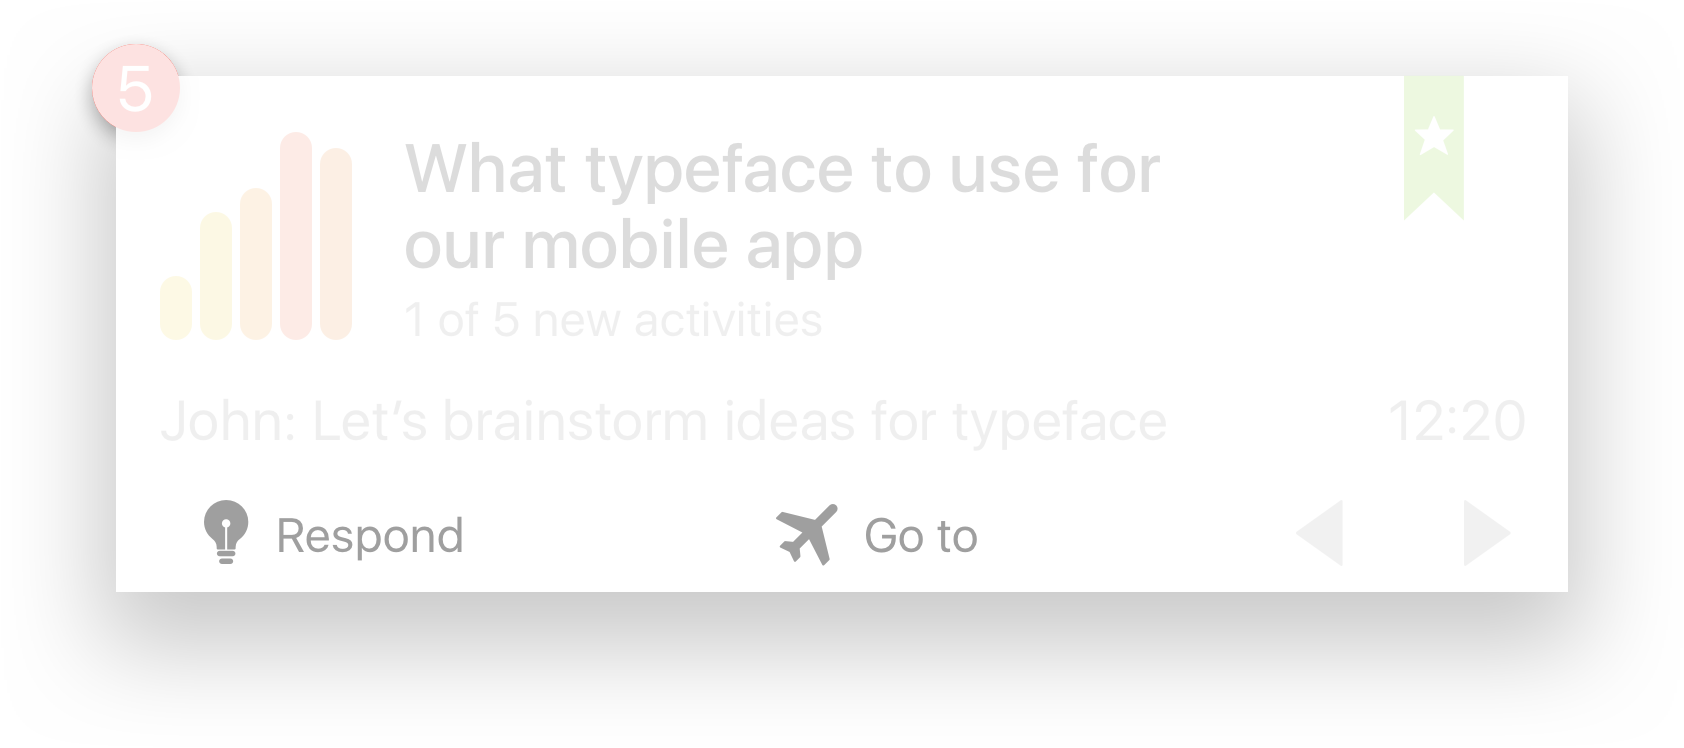 5
What typeface to use for
our mobile app
1 of 5 new activities
John: Let’s brainstorm ideas for typeface 12:20
Respond Go to